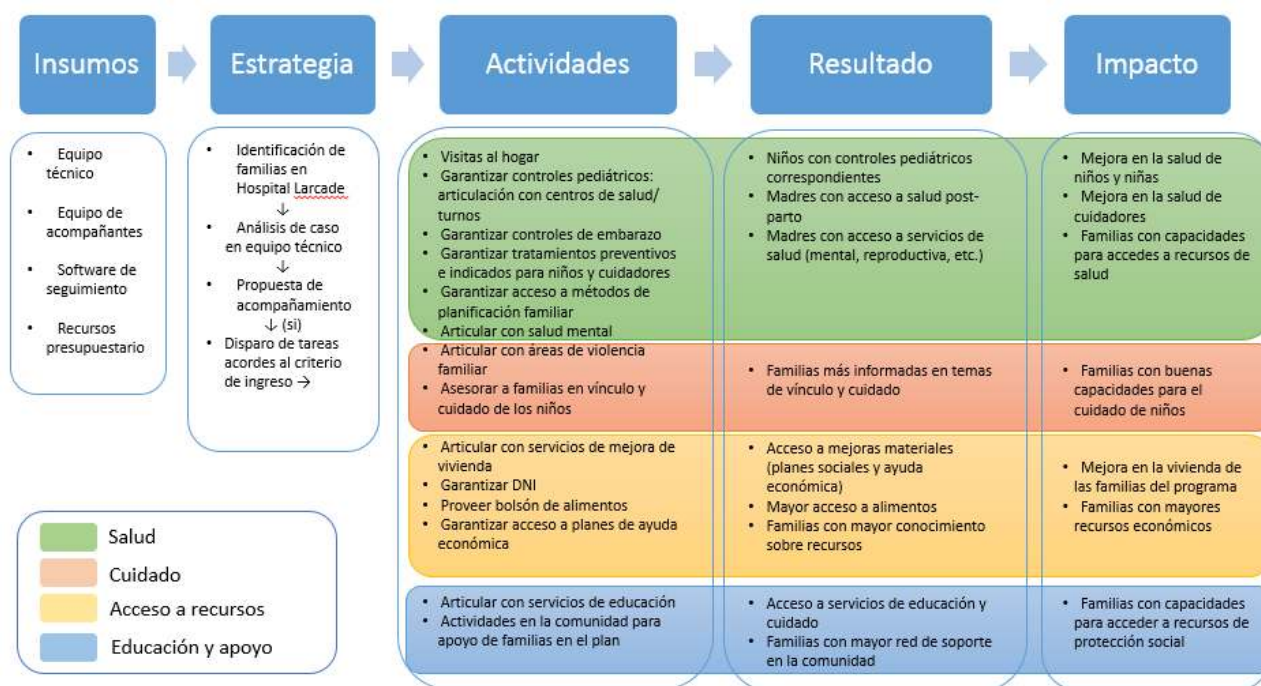 Insumos
Estrategia
Actividades
Resultado
Impacto
• Equipo
técnico
• Equipo de
acompañantes
• Software de
seguimiento
• Recursos
presupuestario
• Identificación de
familias en
Hospital Larcade
↓
• Análisis de caso
en equipo técnico
↓
• Propuesta de
acompañamiento
↓ (si)
• Disparo de tareas
acordes al criterio
de ingreso →
• Visitas al hogar
• Garantizar controles pediátricos:
articulación con centros de salud/
turnos
• Garantizar controles de embarazo
• Garantizar tratamientos preventivos
e indicados para niños y cuidadores
• Garantizar acceso a métodos de
planificación familiar
• Articular con salud mental
• Articular con áreas de violencia
familiar
• Asesorar a familias en vínculo y
cuidado de los niños
• Articular con servicios de mejora de
vivienda
• Garantizar DNI
• Proveer bolsón de alimentos
• Garantizar acceso a planes de ayuda
económica
• Articular con servicios de educación
• Actividades en la comunidad para
apoyo de familias en el plan
• Niños con controles pediátricos
correspondientes
• Madres con acceso a salud post-
parto
• Madres con acceso a servicios de
salud (mental, reproductiva, etc.)
• Familias más informadas en temas
de vínculo y cuidado
• Acceso a mejoras materiales
(planes sociales y ayuda
económica)
• Mayor acceso a alimentos
• Familias con mayor conocimiento
sobre recursos
• Acceso a servicios de educación y
cuidado
• Familias con mayor red de soporte
en la comunidad
• Mejora en la salud de
niños y niñas
• Mejora en la salud de
cuidadores
• Familias con capacidades
para accedes a recursos de
salud
• Familias con buenas
capacidades para el
cuidado de niños
• Mejora en la vivienda de
las familias del programa
• Familias con mayores
recursos económicos
• Familias con capacidades
para acceder a recursos de
protección social
Salud
Cuidado
Acceso a recursos
Educación y apoyo